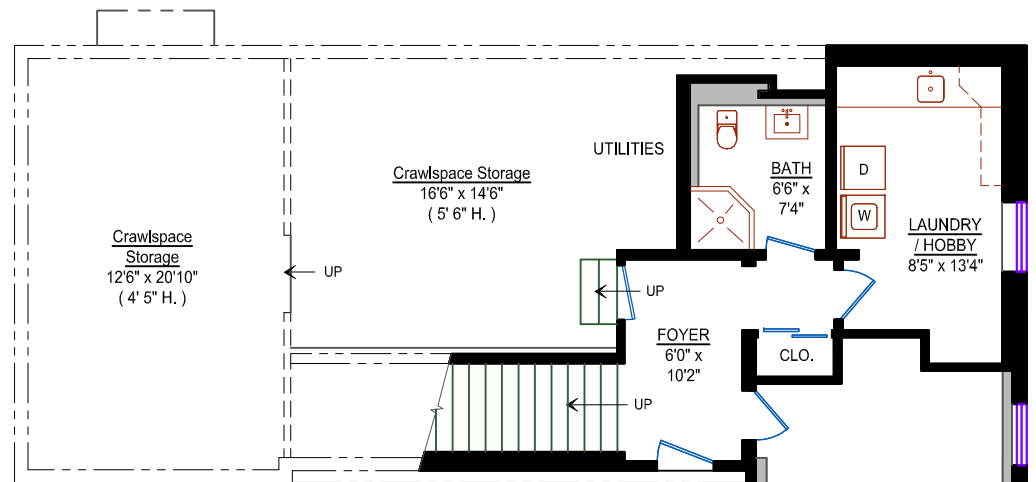 Crawlspace
Storage
12'6" x 20'10"
( 4' 5" H. )
UP
Crawlspace Storage
16'6" x 14'6"
( 5' 6" H. )
UTILITIES
BATH
6'6" x
7'4"
D
W
LAUNDRY
/ HOBBY
8'5" x 13'4"
UP
FOYER
6'0" x
10'2"
CLO.
UP